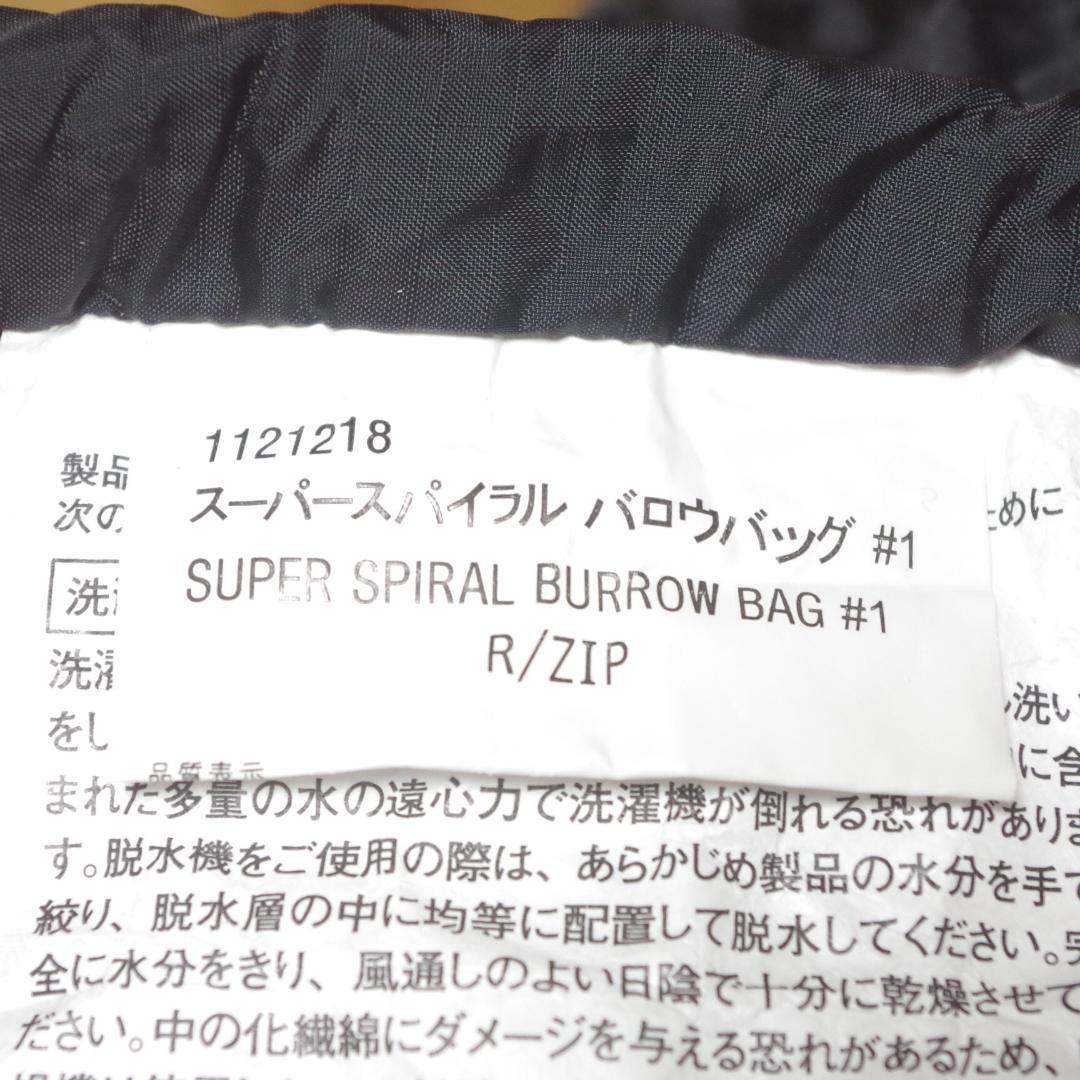 1121218
スーパースパイラル バロウバッグ #1
SUPER SPIRAL BURROW BAG #1
R/ZIP
製品
次の
ために
洗
洗濯
をし
洗い
に含
品質表示
まれた多量の水の遠心力で洗濯機が倒れる恐れがありま
す。脱水機をご使用の際は、あらかじめ製品の水分を手で
絞り、脱水層の中に均等に配置して脱水してください。完
全に水分をきり、風通しのよい日陰で十分に乾燥させて
ださい。中の化繊綿にダメージを与える恐れがあるため、